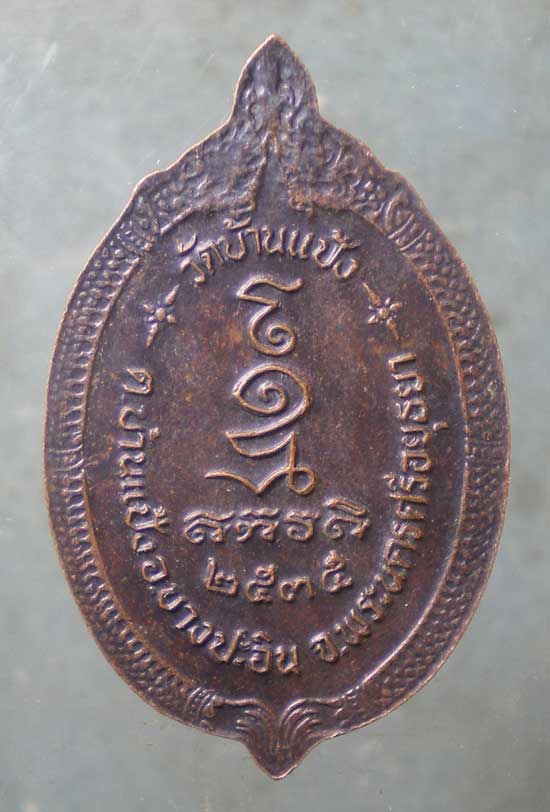 วัดบ้านแป้ง
๒๕๓๕
ต.บ้านแป้ง อ.บางปะอิน จ.พระนครศรีอยุธยา